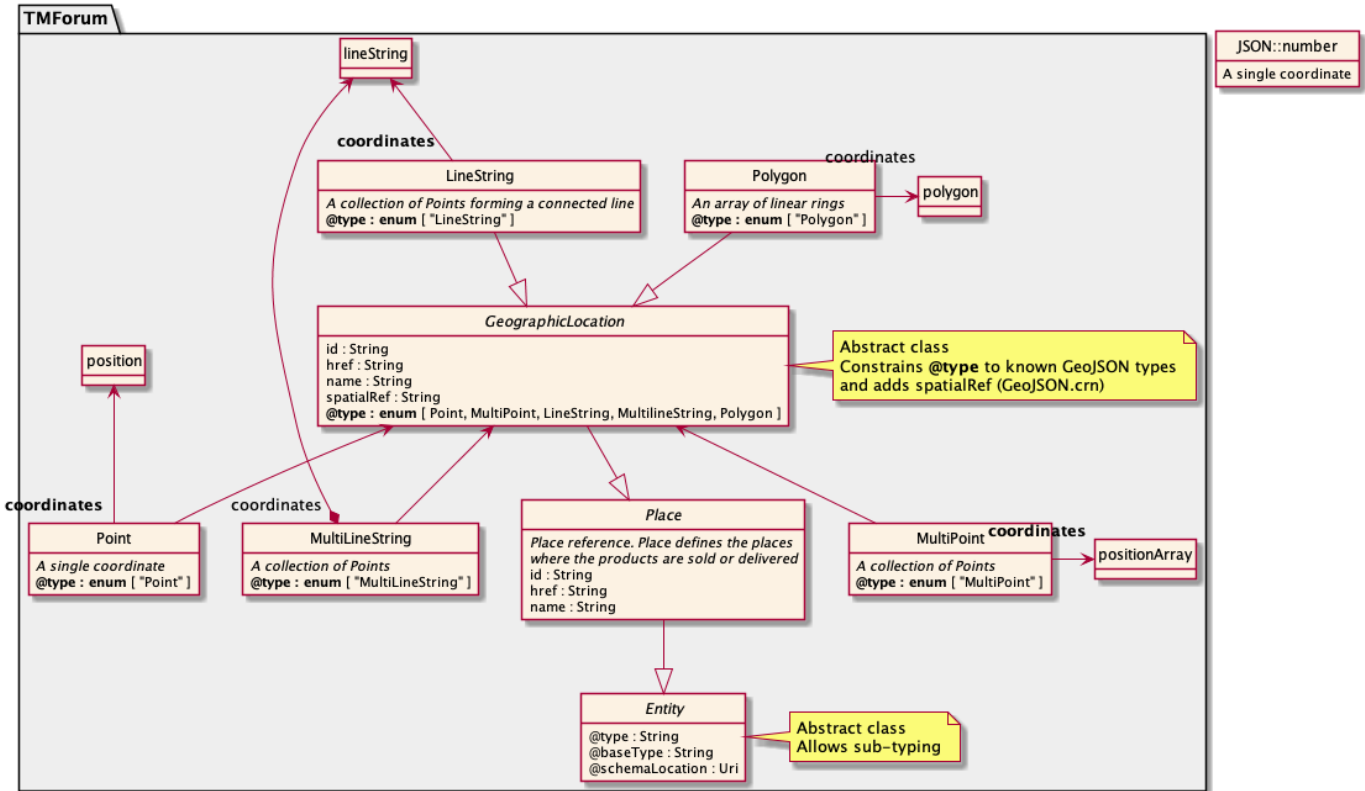 TMForum
lineString
JSON::number
A single coordinate
coordinates
LineString
A collection of Points forming a connected line
@type : enum [ "LineString" ]
coordinates
Polygon
An array of linear rings
@type : enum [ "Polygon" ]
polygon
GeographicLocation
id : String
href : String
name : String
spatialRef : String
@type : enum [ Point, MultiPoint, LineString, MultilineString, Polygon ]
Abstract class
Constrains @type to known GeoJSON types
and adds spatialRef (GeoJSON.crn)
position
coordinates
Point
A single coordinate
@type : enum [ "Point" ]
coordinates
MultiLineString
A collection of Points
@type : enum [ "MultiLineString" ]
Place
Place reference. Place defines the places
where the products are sold or delivered
id : String
href : String
name : String
coordinates
MultiPoint
A collection of Points
@type : enum [ "MultiPoint" ]
positionArray
Entity
@type : String
@baseType : String
@schemaLocation : Uri
Abstract class
Allows sub-typing